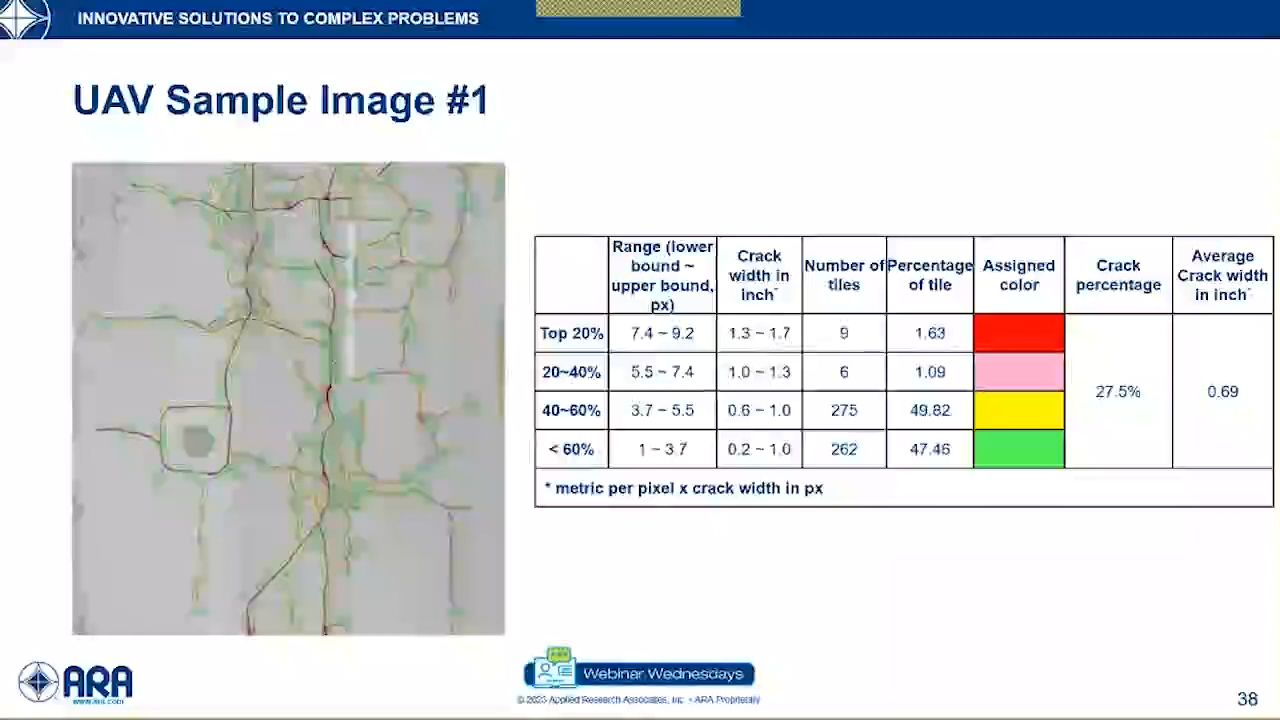 INNOVATIVE SOLUTIONS TO COMPLEX PROBLEMS
UAV Sample Image #1
Range (lower bound ~ upper bound, px)
Crack width in inch*
Number of tiles
Percentage of tile
Assigned color
Crack percentage
Average Crack width in inch*
Top 20% 7.4 ~ 9.2 1.3 ~ 1.7 9 1.63
20~40% 5.5 ~ 7.4 1.0 ~ 1.3 6 1.09
40~60% 3.7 ~ 5.5 0.6 ~ 1.0 275 49.82
27.5% 0.69
< 60% 1 ~ 3.7 0.2 ~ 1.0 262 47.46
* metric per pixel x crack width in px
ARA
www.ara.com
Webinar Wednesdays
© 2023 Applied Research Associates, Inc. • ARA Proprietary
38